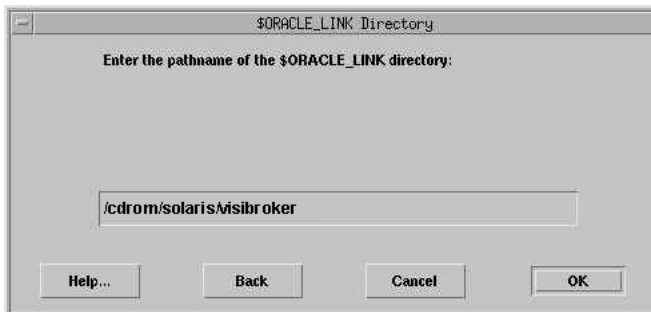 $ORACLE_LINK Directory
Enter the pathname of the $ORACLE_LINK directory:
/cdrom/solaris/visibroker
Help... Back Cancel OK